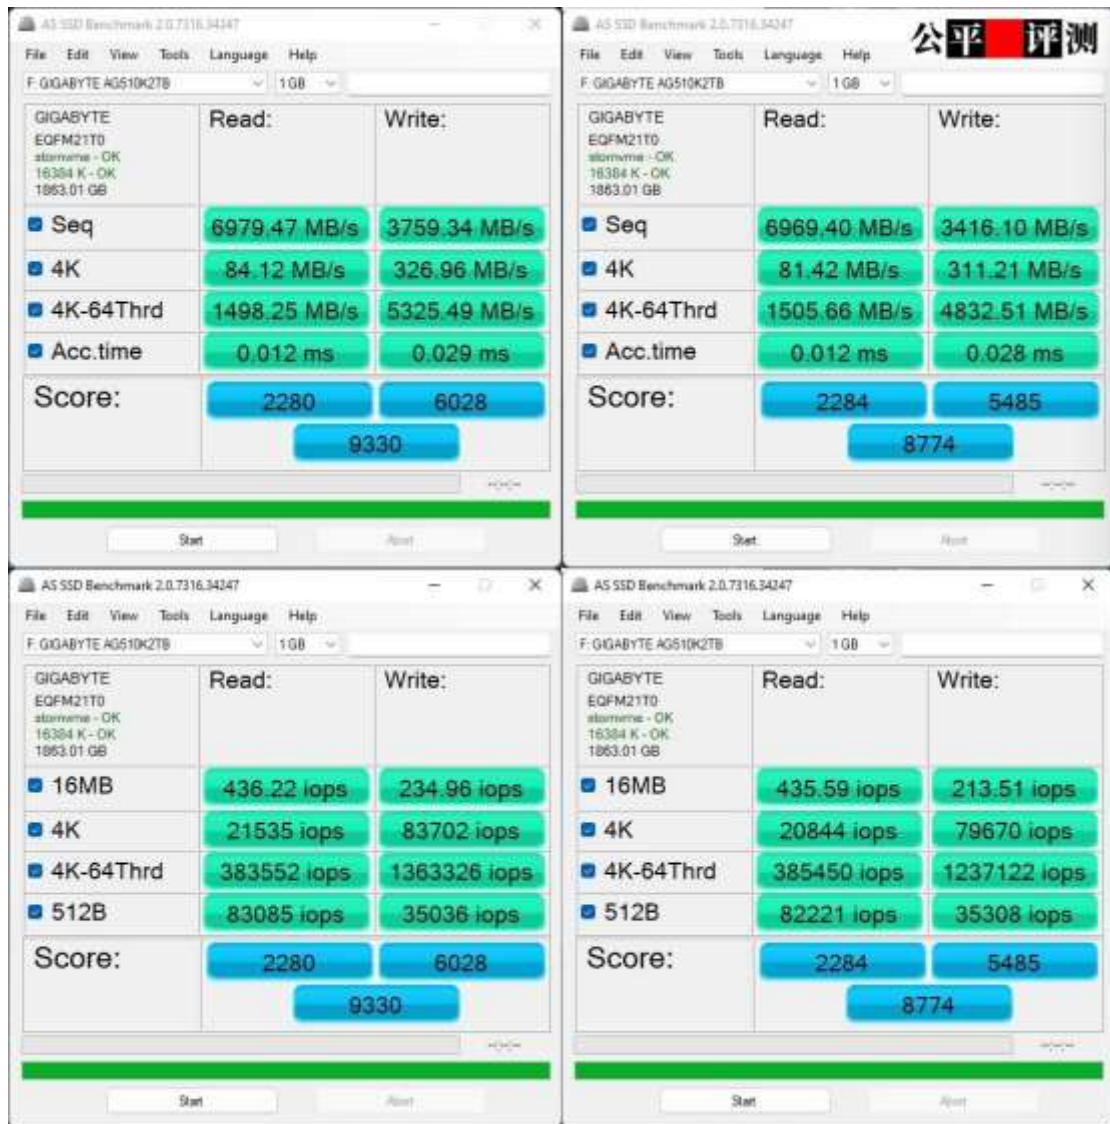 AS SSD Benchmark 2.0.7316.34247
File Edit View Tools Language Help
F: GIGABYTE AG510K2TB 1 GB
GIGABYTE
EQFM21T0
stornvme - OK
16384 K - OK
1863.01 GB
Read: Write:
Seq 6979.47 MB/s 3759.34 MB/s
4K 84.12 MB/s 326.96 MB/s
4K-64Thrd 1498.25 MB/s 5325.49 MB/s
Acc.time 0.012 ms 0.029 ms
Score: 2280 6028
9330
-:-:-
Start Abort
AS SSD Benchmark 2.0.7316.34247
公平 评测
File Edit View Tools Language Help
F: GIGABYTE AG510K2TB 1 GB
GIGABYTE
EQFM21T0
stornvme - OK
16384 K - OK
1863.01 GB
Read: Write:
Seq 6969.40 MB/s 3416.10 MB/s
4K 81.42 MB/s 311.21 MB/s
4K-64Thrd 1505.66 MB/s 4832.51 MB/s
Acc.time 0.012 ms 0.028 ms
Score: 2284 5485
8774
-:-:-
Start Abort
AS SSD Benchmark 2.0.7316.34247
File Edit View Tools Language Help
F: GIGABYTE AG510K2TB 1 GB
GIGABYTE
EQFM21T0
stornvme - OK
16384 K - OK
1863.01 GB
Read: Write:
16MB 436.22 iops 234.96 iops
4K 21535 iops 83702 iops
4K-64Thrd 383552 iops 1363326 iops
512B 83085 iops 35036 iops
Score: 2280 6028
9330
-:-:-
Start Abort
AS SSD Benchmark 2.0.7316.34247
File Edit View Tools Language Help
F: GIGABYTE AG510K2TB 1 GB
GIGABYTE
EQFM21T0
stornvme - OK
16384 K - OK
1863.01 GB
Read: Write:
16MB 435.59 iops 213.51 iops
4K 20844 iops 79670 iops
4K-64Thrd 385450 iops 1237122 iops
512B 82221 iops 35308 iops
Score: 2284 5485
8774
-:-:-
Start Abort